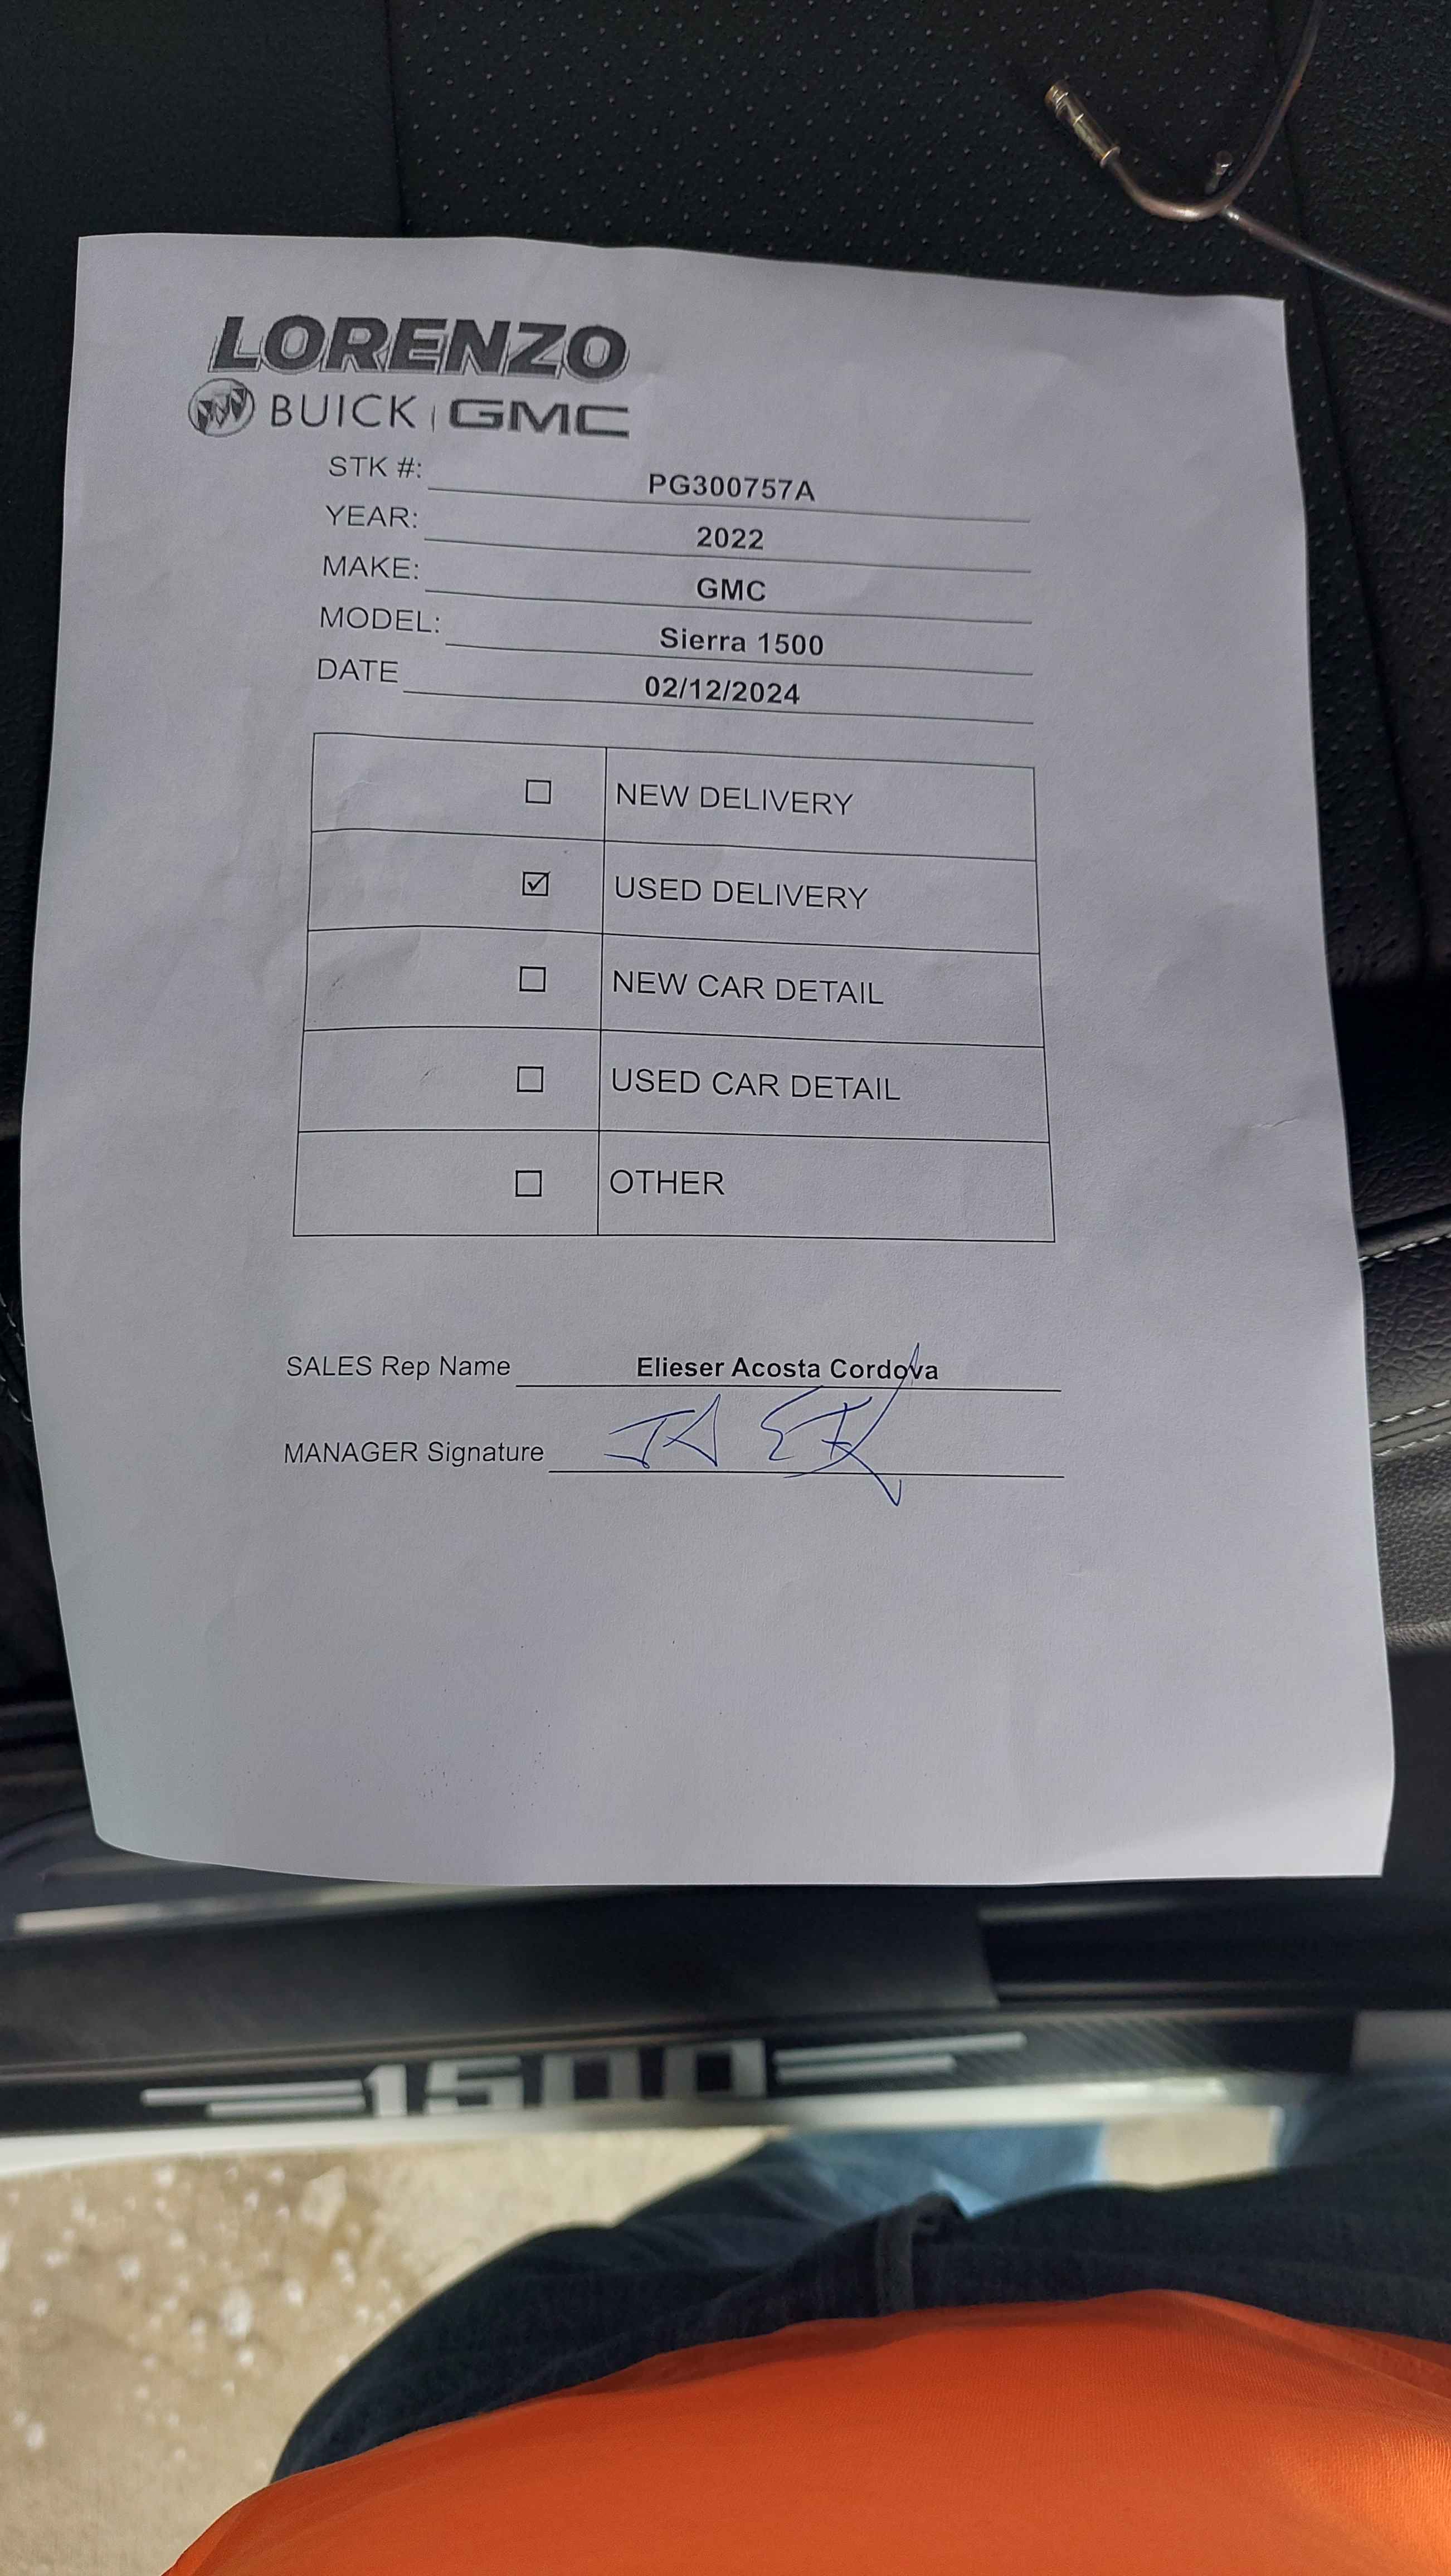 LORENZO
BUICK | GMC
STK #: PG300757A
YEAR: 2022
MAKE: GMC
MODEL: Sierra 1500
DATE 02/12/2024
☐ NEW DELIVERY
☑ USED DELIVERY
☐ NEW CAR DETAIL
☐ USED CAR DETAIL
☐ OTHER
SALES Rep Name Elieser Acosta Cordova
MANAGER Signature
1500